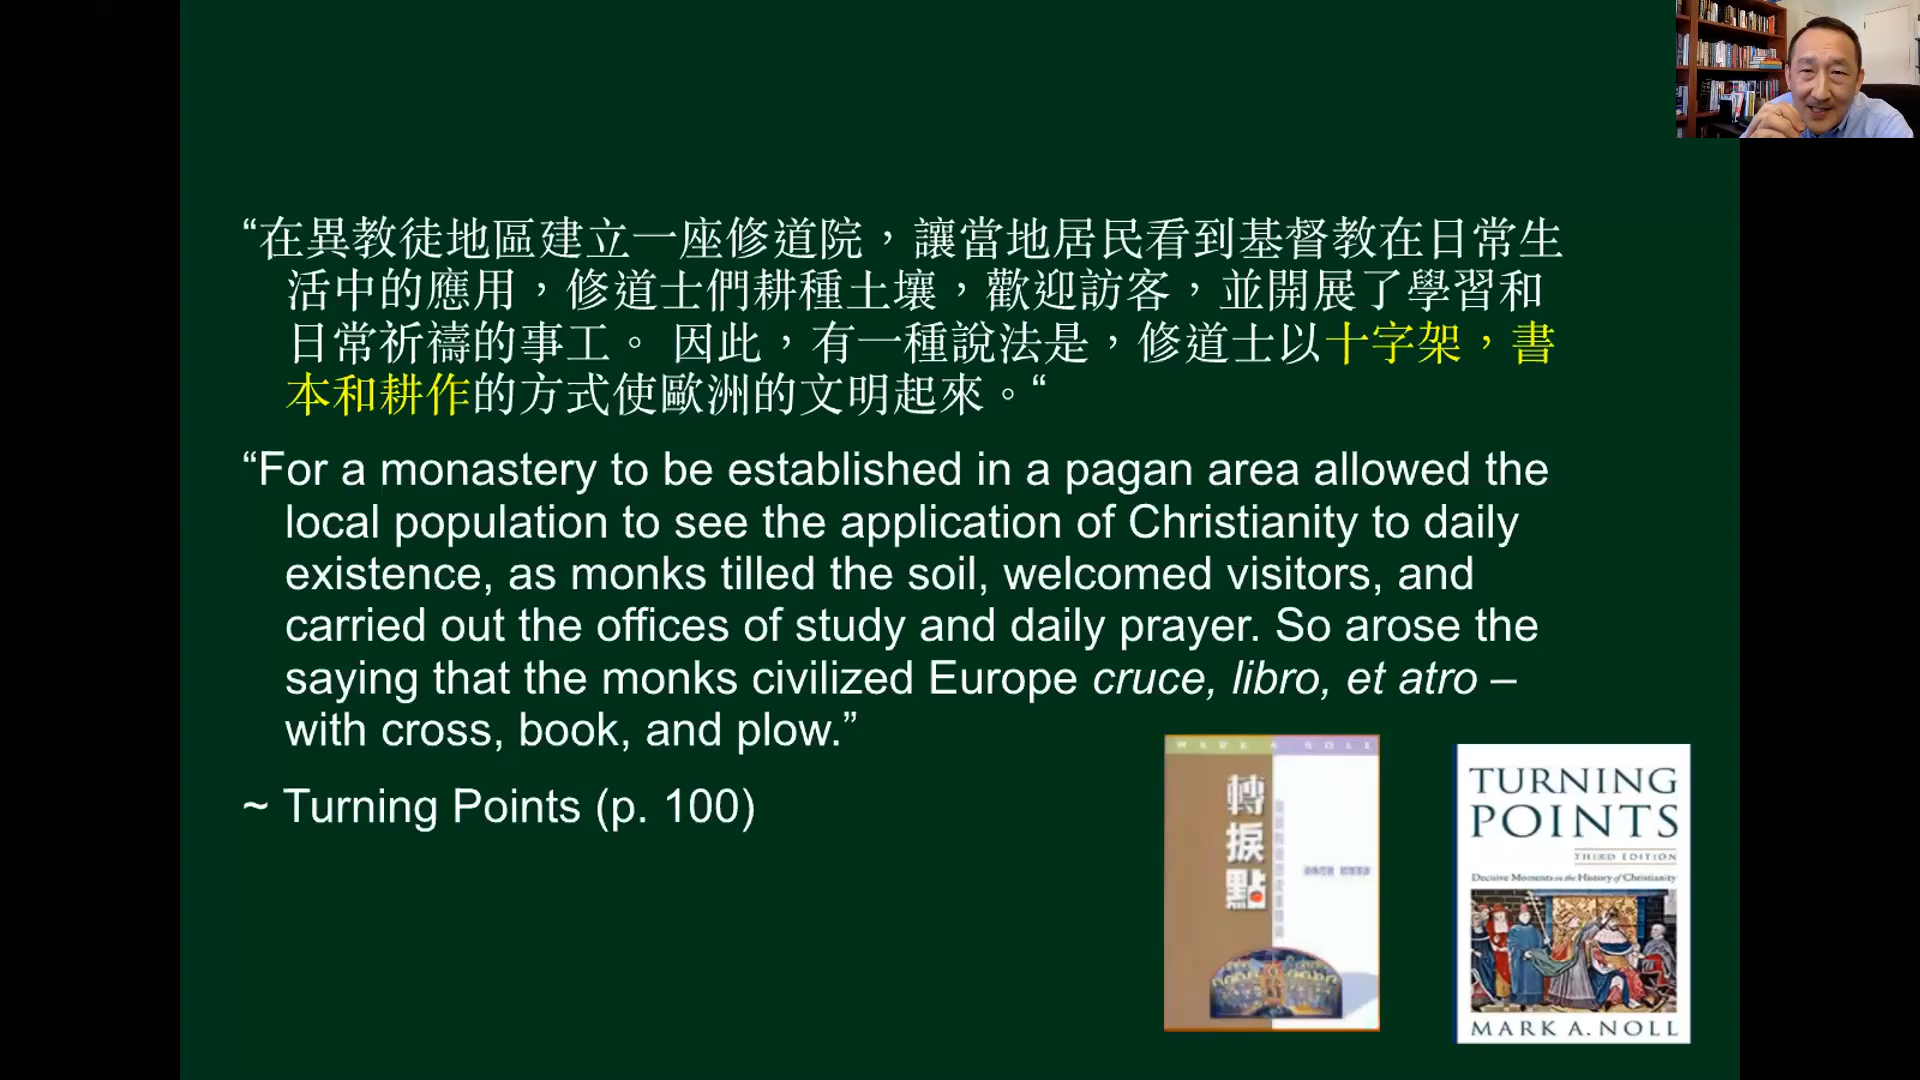 “在異教徒地區建立一座修道院，讓當地居民看到基督教在日常生
活中的應用，修道士們耕種土壤，歡迎訪客，並開展了學習和
日常祈禱的事工。 因此，有一種說法是，修道士以十字架，書
本和耕作的方式使歐洲的文明起來。“
“For a monastery to be established in a pagan area allowed the
local population to see the application of Christianity to daily
existence, as monks tilled the soil, welcomed visitors, and
carried out the offices of study and daily prayer. So arose the
saying that the monks civilized Europe cruce, libro, et atro –
with cross, book, and plow.”
~ Turning Points (p. 100)
MARK A NOLL
轉捩點
TURNING
POINTS
THIRD EDITION
Decisive Moments in the History of Christianity
MARK A. NOLL